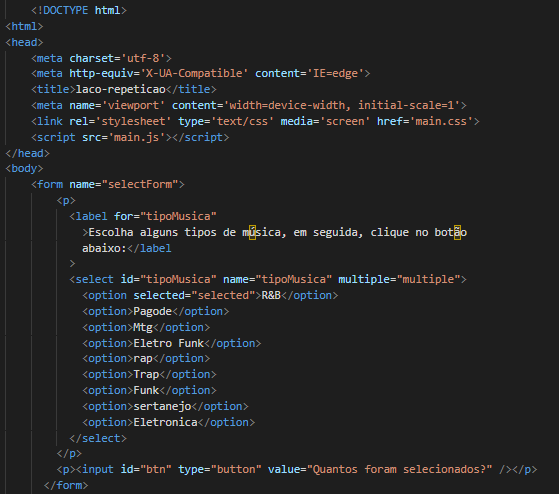 <!DOCTYPE html>
<html>
<head>
<meta charset='utf-8'>
<meta http-equiv='X-UA-Compatible' content='IE=edge'>
<title>laco-repeticao</title>
<meta name='viewport' content='width=device-width, initial-scale=1'>
<link rel='stylesheet' type='text/css' media='screen' href='main.css'>
<script src='main.js'></script>
</head>
<body>
<form name="selectForm">
<p>
<label for="tipoMusica"
>Escolha alguns tipos de música, em seguida, clique no botão
abaixo:</label
>
<select id="tipoMusica" name="tipoMusica" multiple="multiple">
<option selected="selected">R&B</option>
<option>Pagode</option>
<option>Mtg</option>
<option>Eletro Funk</option>
<option>rap</option>
<option>Trap</option>
<option>Funk</option>
<option>sertanejo</option>
<option>Eletronica</option>
</select>
</p>
<p><input id="btn" type="button" value="Quantos foram selecionados?" /></p>
</form>